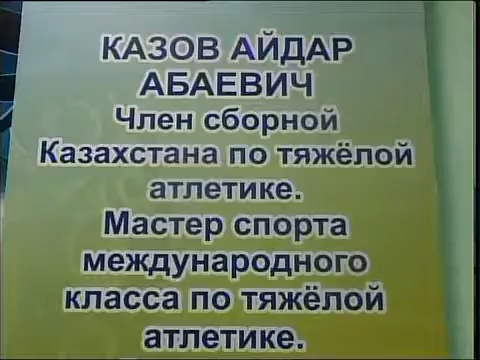 КАЗОВ АЙДАР
АБАЕВИЧ
Член сборной
Казахстана по тяжёлой
атлетике.
Мастер спорта
международного
класса по тяжёлой
атлетике.